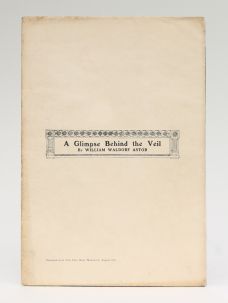 A Glimpse Behind the Veil
By WILLIAM WALDORF ASTOR